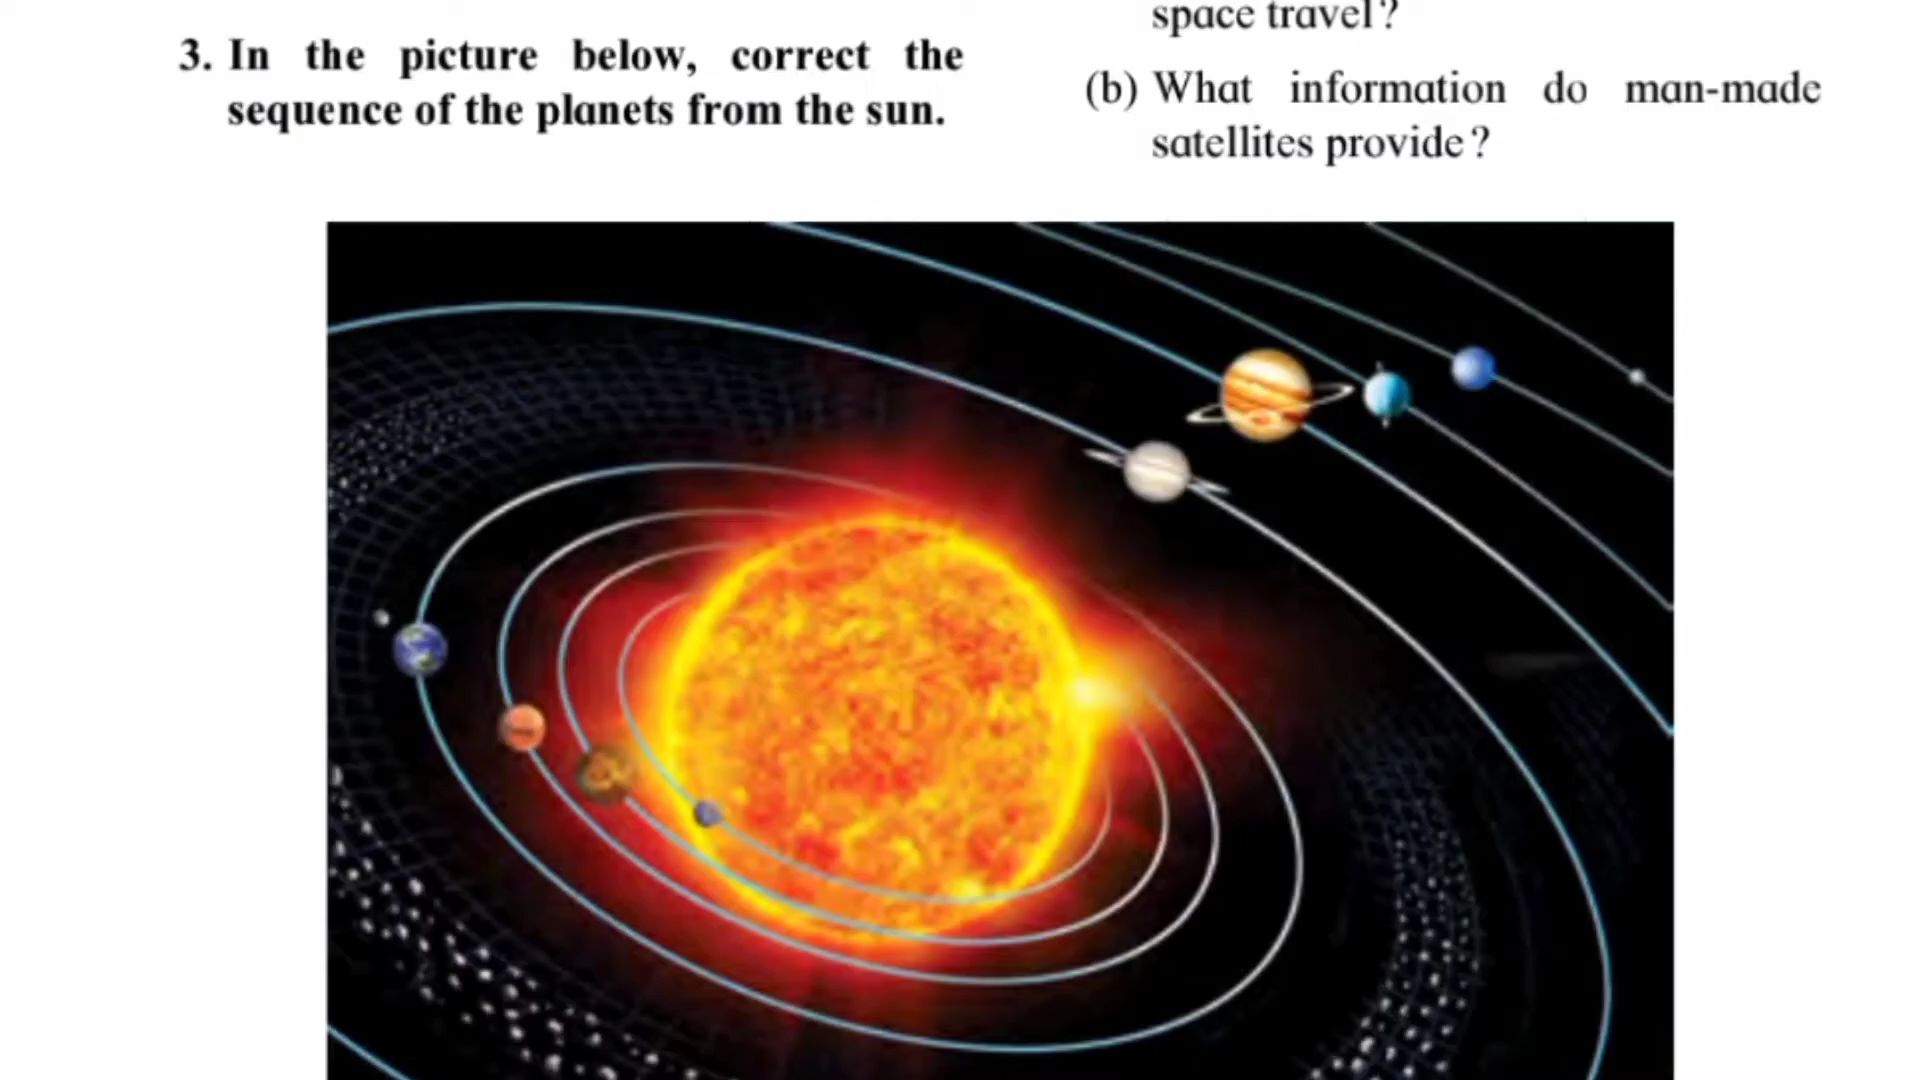 3. In the picture below, correct the
sequence of the planets from the sun.
space travel?
(b) What information do man-made
satellites provide?